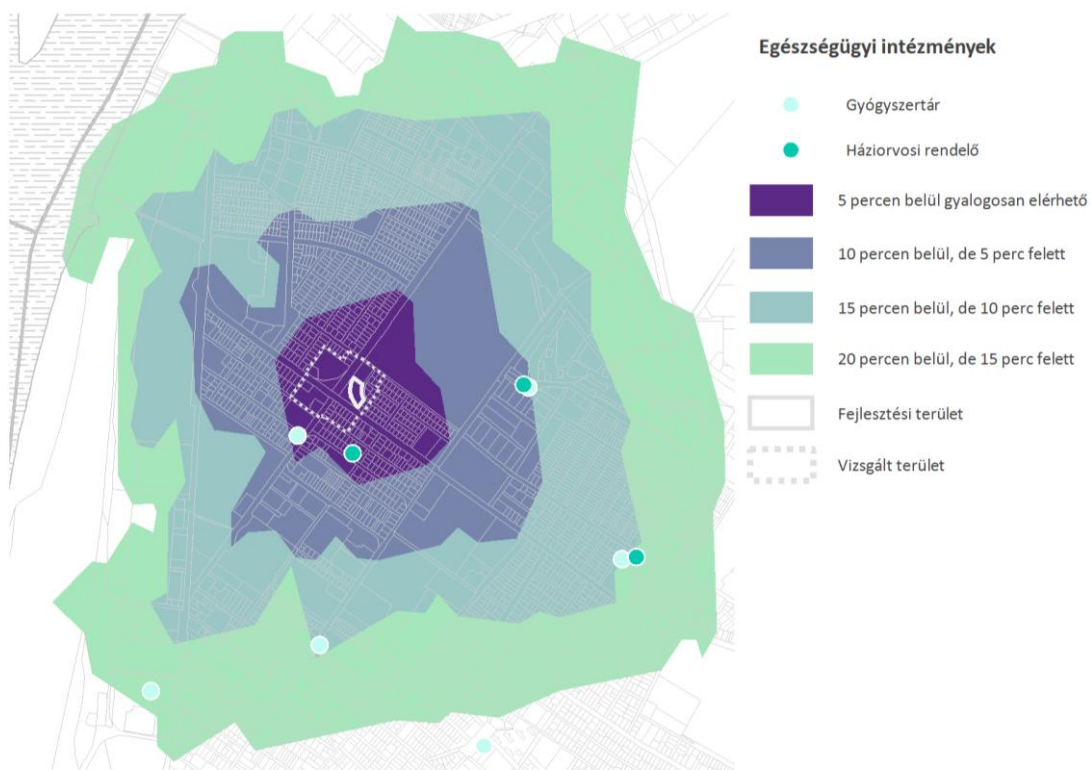 Egészségügyi intézmények
Gyógyszertár
Háziorvosi rendelő
5 percen belül gyalogosan elérhető
10 percen belül, de 5 perc felett
15 percen belül, de 10 perc felett
20 percen belül, de 15 perc felett
Fejlesztési terület
Vizsgált terület